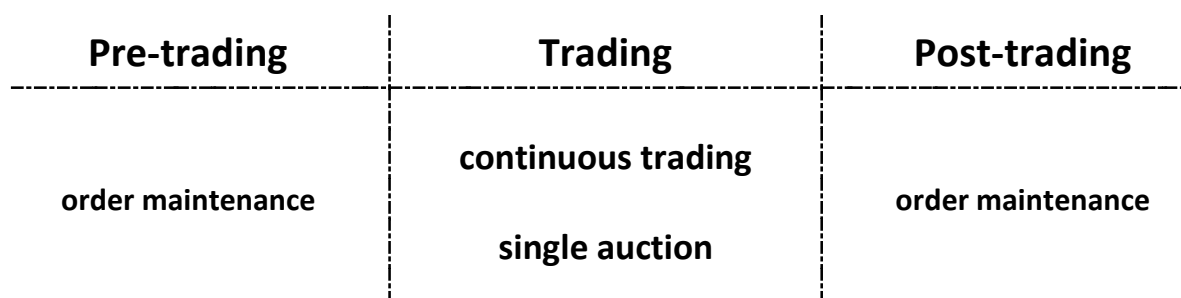 Pre-trading
Trading
Post-trading
order maintenance
continuous trading
single auction
order maintenance